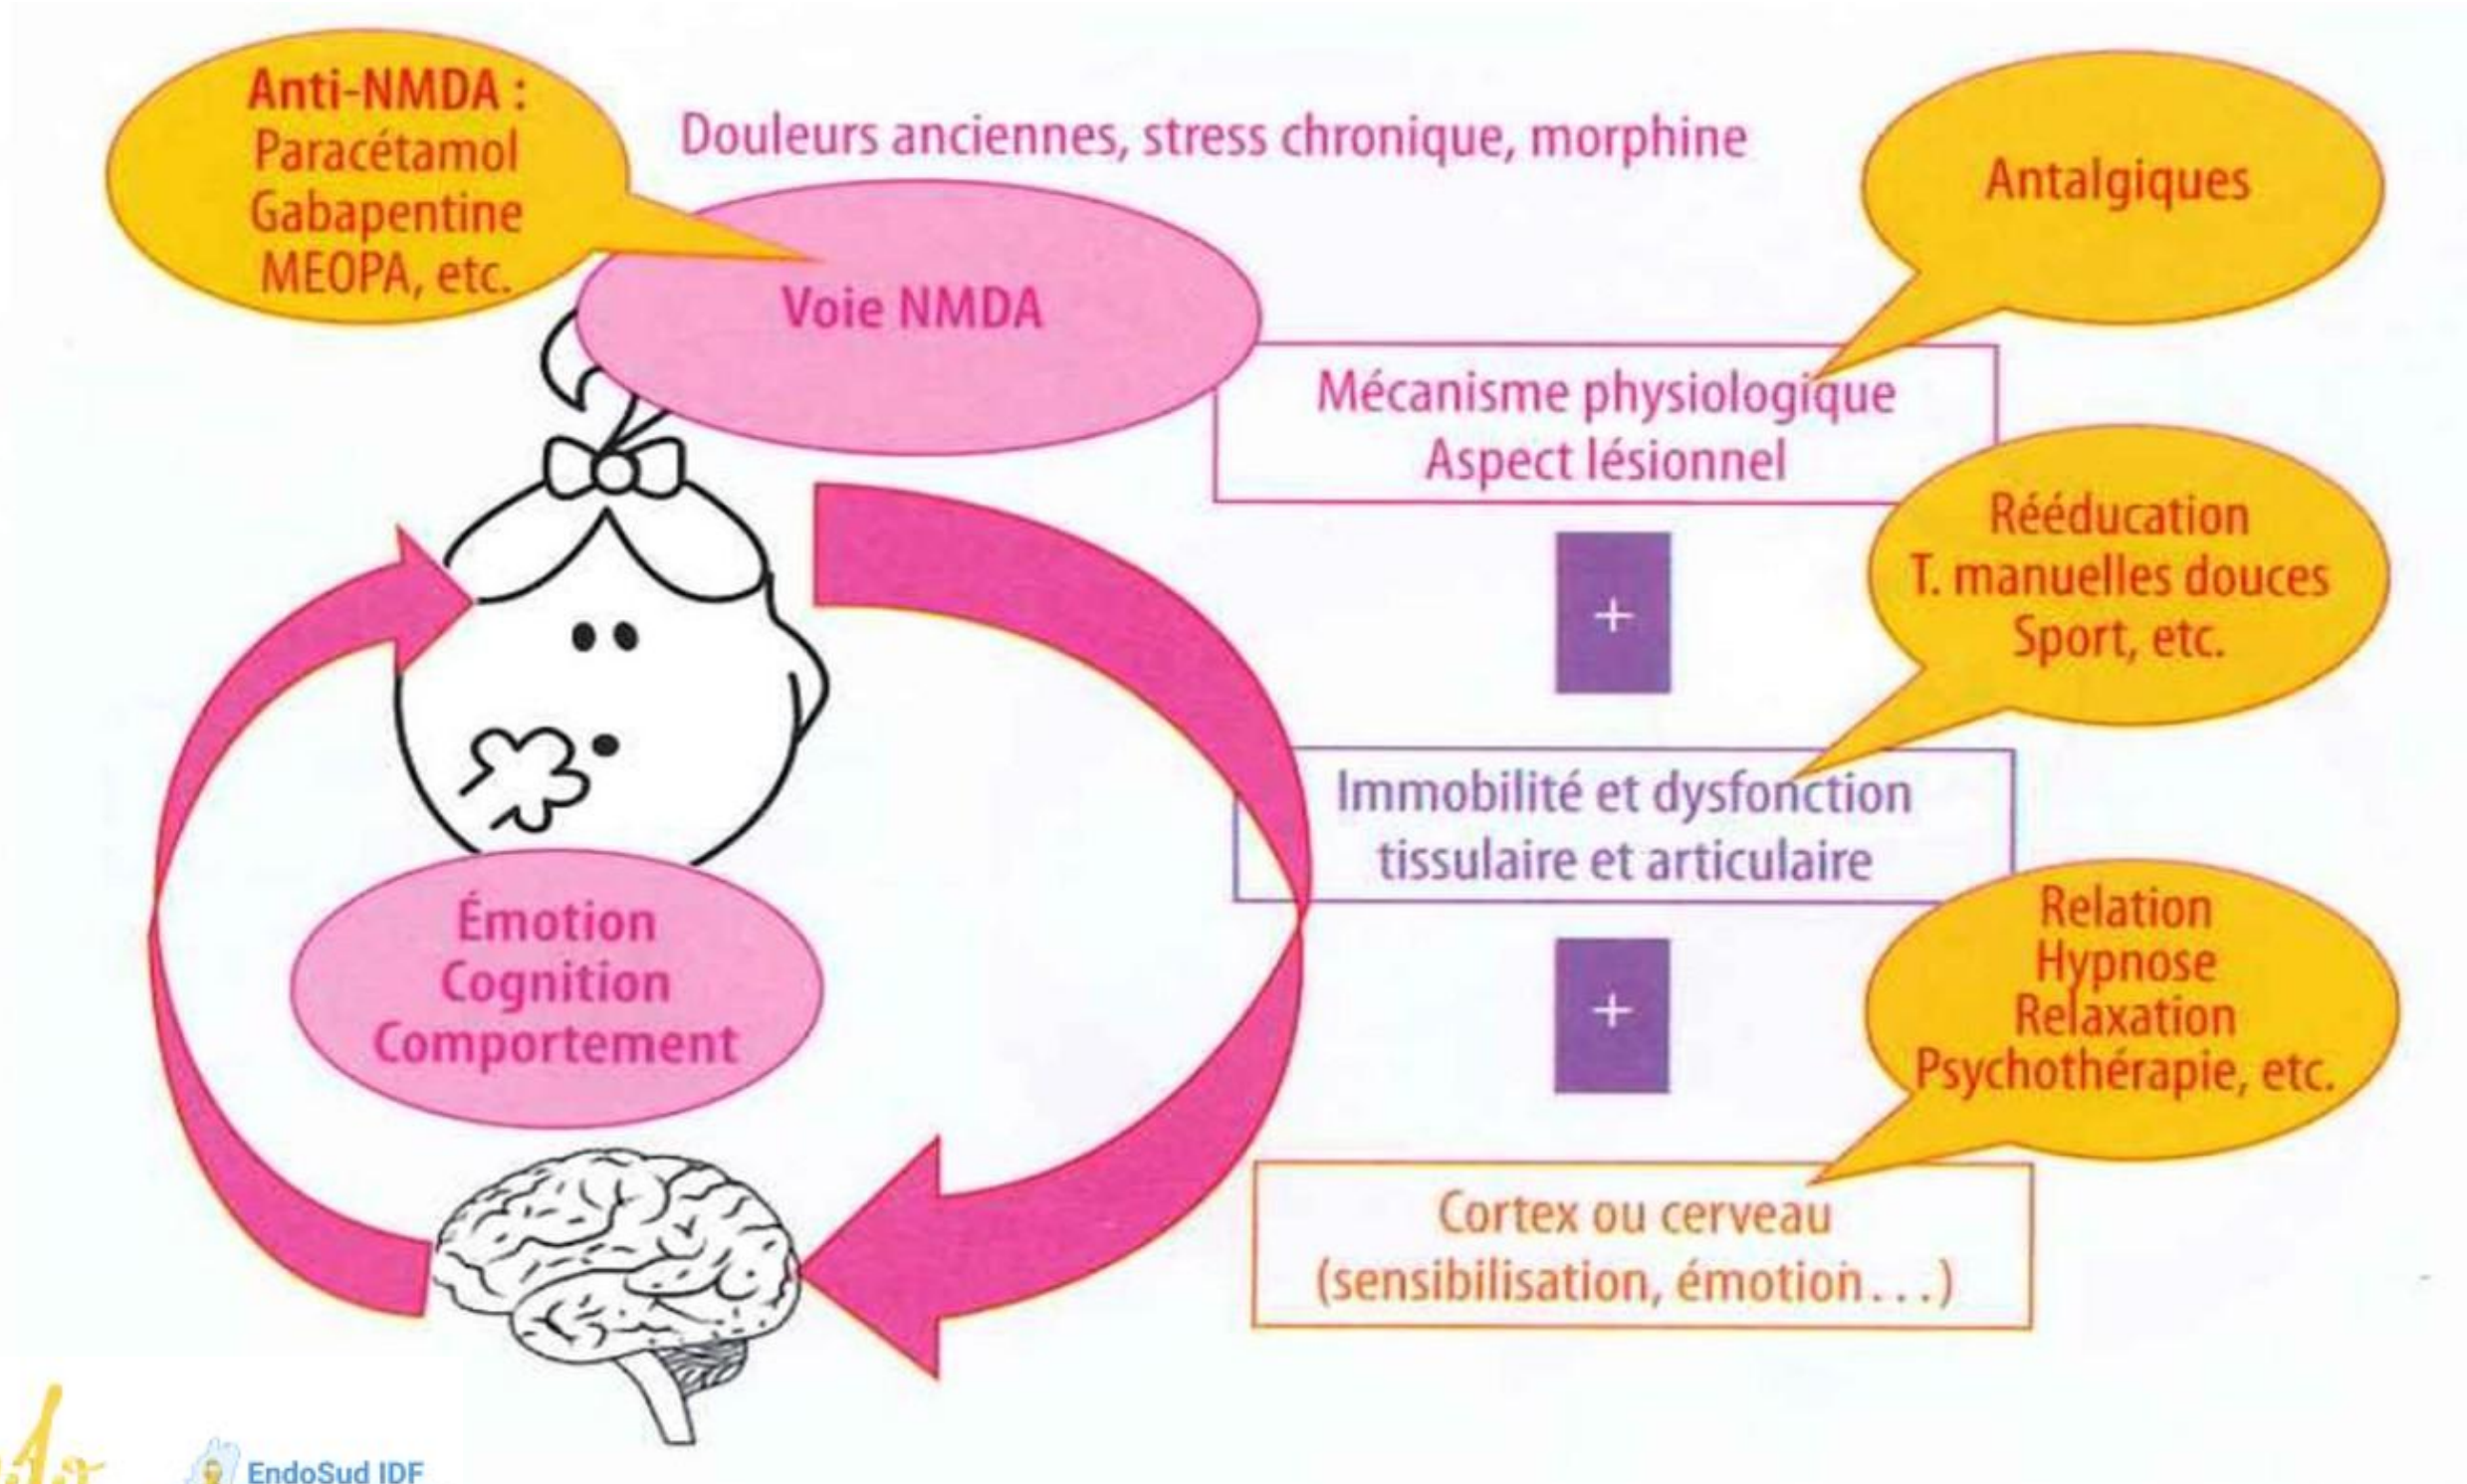 Anti-NMDA :
Paracétamol
Gabapentine
MEOPA, etc.
Douleurs anciennes, stress chronique, morphine
Antalgiques
Voie NMDA
Mécanisme physiologique
Aspect lésionnel
+
Rééducation
T. manuelles douces
Sport, etc.
Immobilité et dysfonction
tissulaire et articulaire
+
Relation
Hypnose
Relaxation
Psychothérapie, etc.
Émotion
Cognition
Comportement
Cortex ou cerveau
(sensibilisation, émotion...)
EndoSud IDF